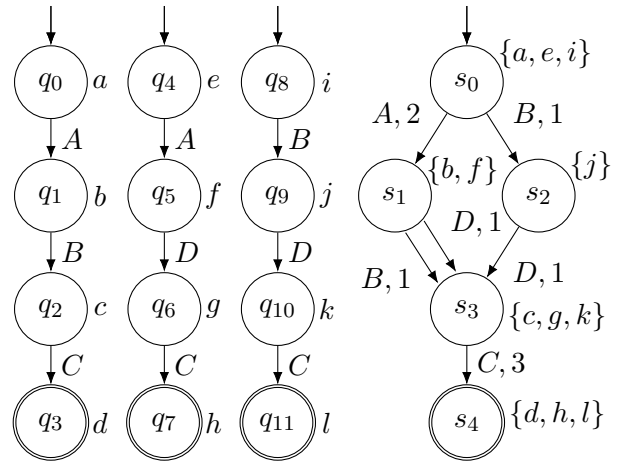 q0 a q4 e q8 i s0 {a, e, i}
A A B A, 2 B, 1
q1 b q5 f q9 j s1 {b, f} s2 {j}
B D D B, 1 D, 1 D, 1
q2 c q6 g q10 k s3 {c, g, k}
C C C C, 3
q3 d q7 h q11 l s4 {d, h, l}